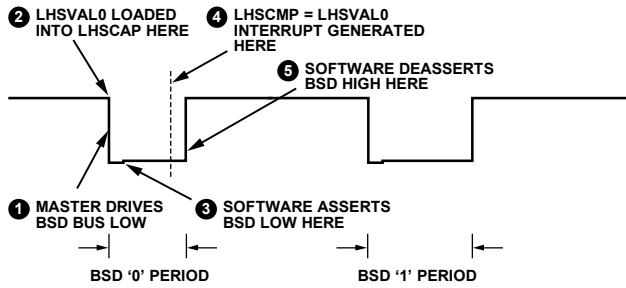 2 LHSVAL0 LOADED
INTO LHSCAP HERE
4 LHSCMP = LHSVAL0
INTERRUPT GENERATED
HERE
5 SOFTWARE DEASSERTS
BSD HIGH HERE
1 MASTER DRIVES
BSD BUS LOW
3 SOFTWARE ASSERTS
BSD LOW HERE
BSD ‘0’ PERIOD
BSD ‘1’ PERIOD